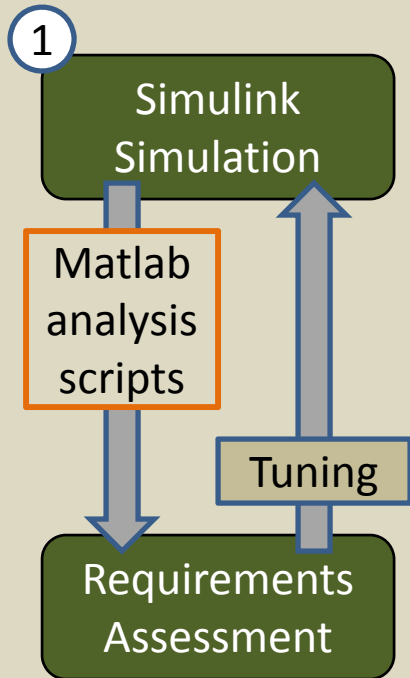 1
Simulink
Simulation
Matlab
analysis
scripts
Tuning
Requirements
Assessment